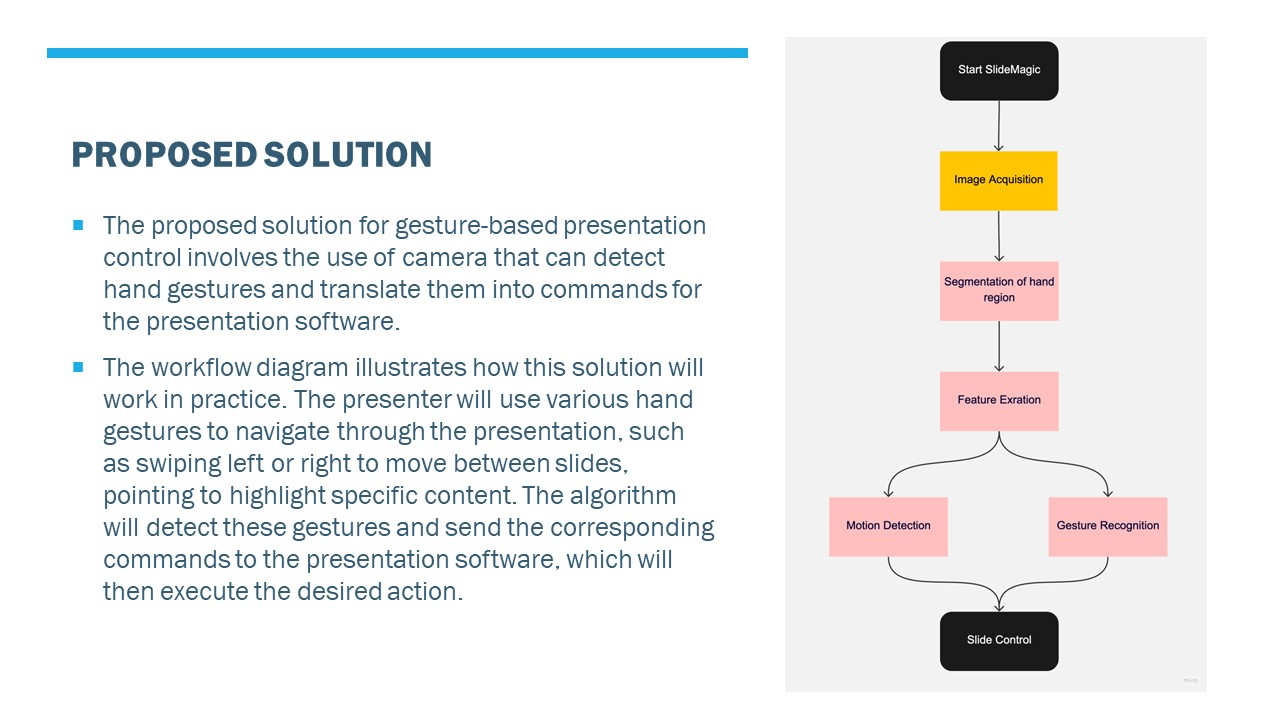 PROPOSED SOLUTION
The proposed solution for gesture-based presentation
control involves the use of camera that can detect
hand gestures and translate them into commands for
the presentation software.
The workflow diagram illustrates how this solution will
work in practice. The presenter will use various hand
gestures to navigate through the presentation, such
as swiping left or right to move between slides,
pointing to highlight specific content. The algorithm
will detect these gestures and send the corresponding
commands to the presentation software, which will
then execute the desired action.
Start SlideMagic
Image Acquisition
Segmentation of hand
region
Feature Exration
Motion Detection
Gesture Recognition
Slide Control
miro